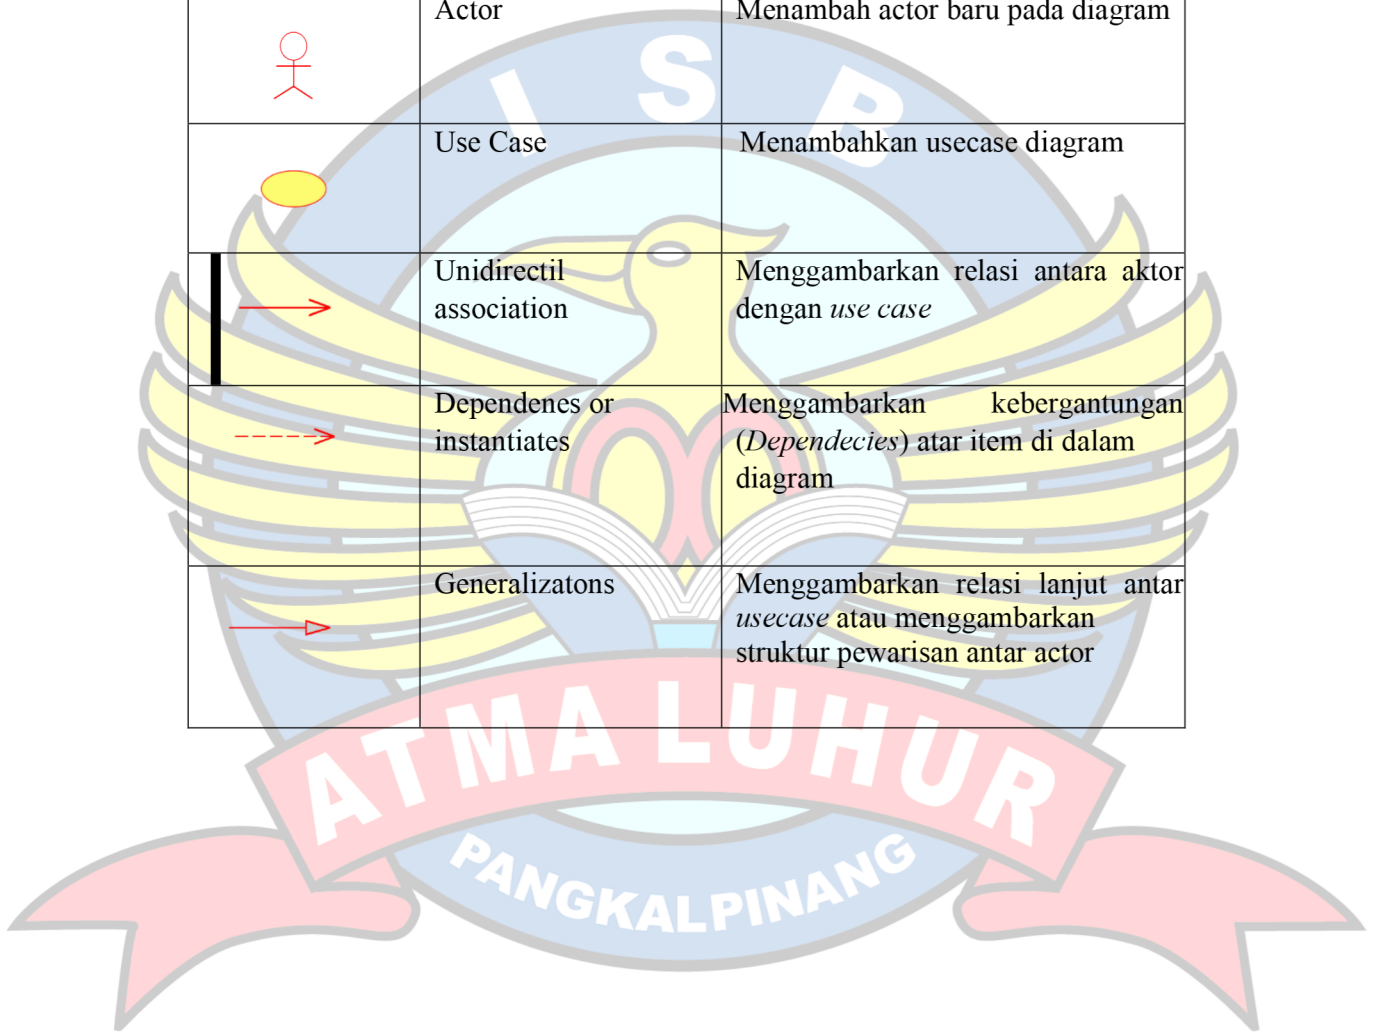 Actor
Menambah actor baru pada diagram
Use Case
Menambahkan usecase diagram
Unidirectil
association
Menggambarkan relasi antara aktor
dengan use case
Dependenes or
instantiates
Menggambarkan kebergantungan
(Dependecies) atar item di dalam
diagram
Generalizatons
Menggambarkan relasi lanjut antar
usecase atau menggambarkan
struktur pewarisan antar actor
I S B
ATMA LUHUR
PANGKALPINANG